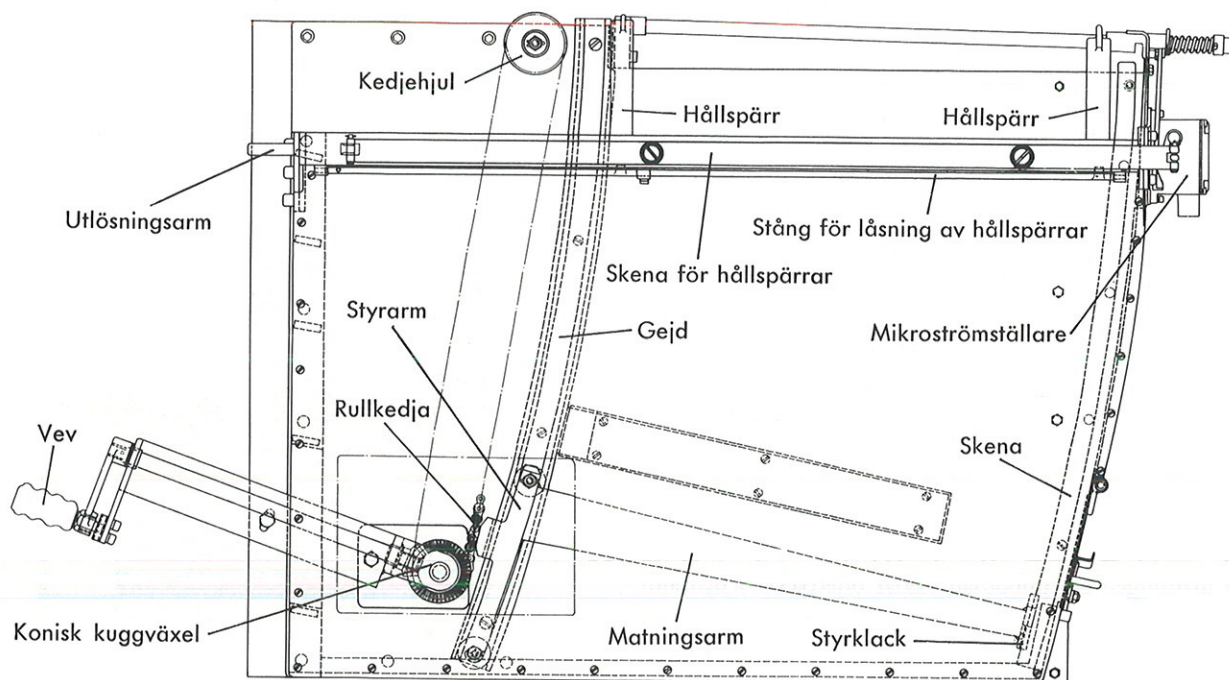 Kedjehjul
Hållspärr
Hållspärr
Utlösningsarm
Stång för låsning av hållspärrar
Skena för hållspärrar
Styrarm
Gejd
Mikroströmställare
Rullkedja
Vev
Skena
Konisk kuggväxel
Matningsarm
Styrklack